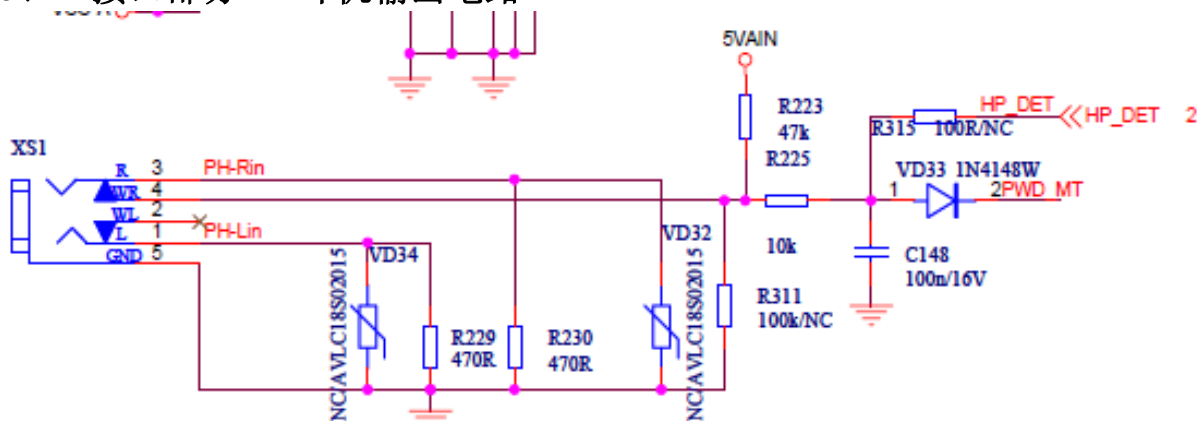 5VAIN
R223
47k
R225
10k
HP_DET
HP_DET 2
R315 100R/NC
VD33 1N4148W
1
2
PWD_MT
C148
100n/16V
XS1
R 3 PH-Rin
WR 4
WL 2
L 1 PH-Lin
GND 5
VD34
NC/AVLC18S02015
R229
470R
R230
470R
VD32
NC/AVLC18S02015
R311
100k/NC